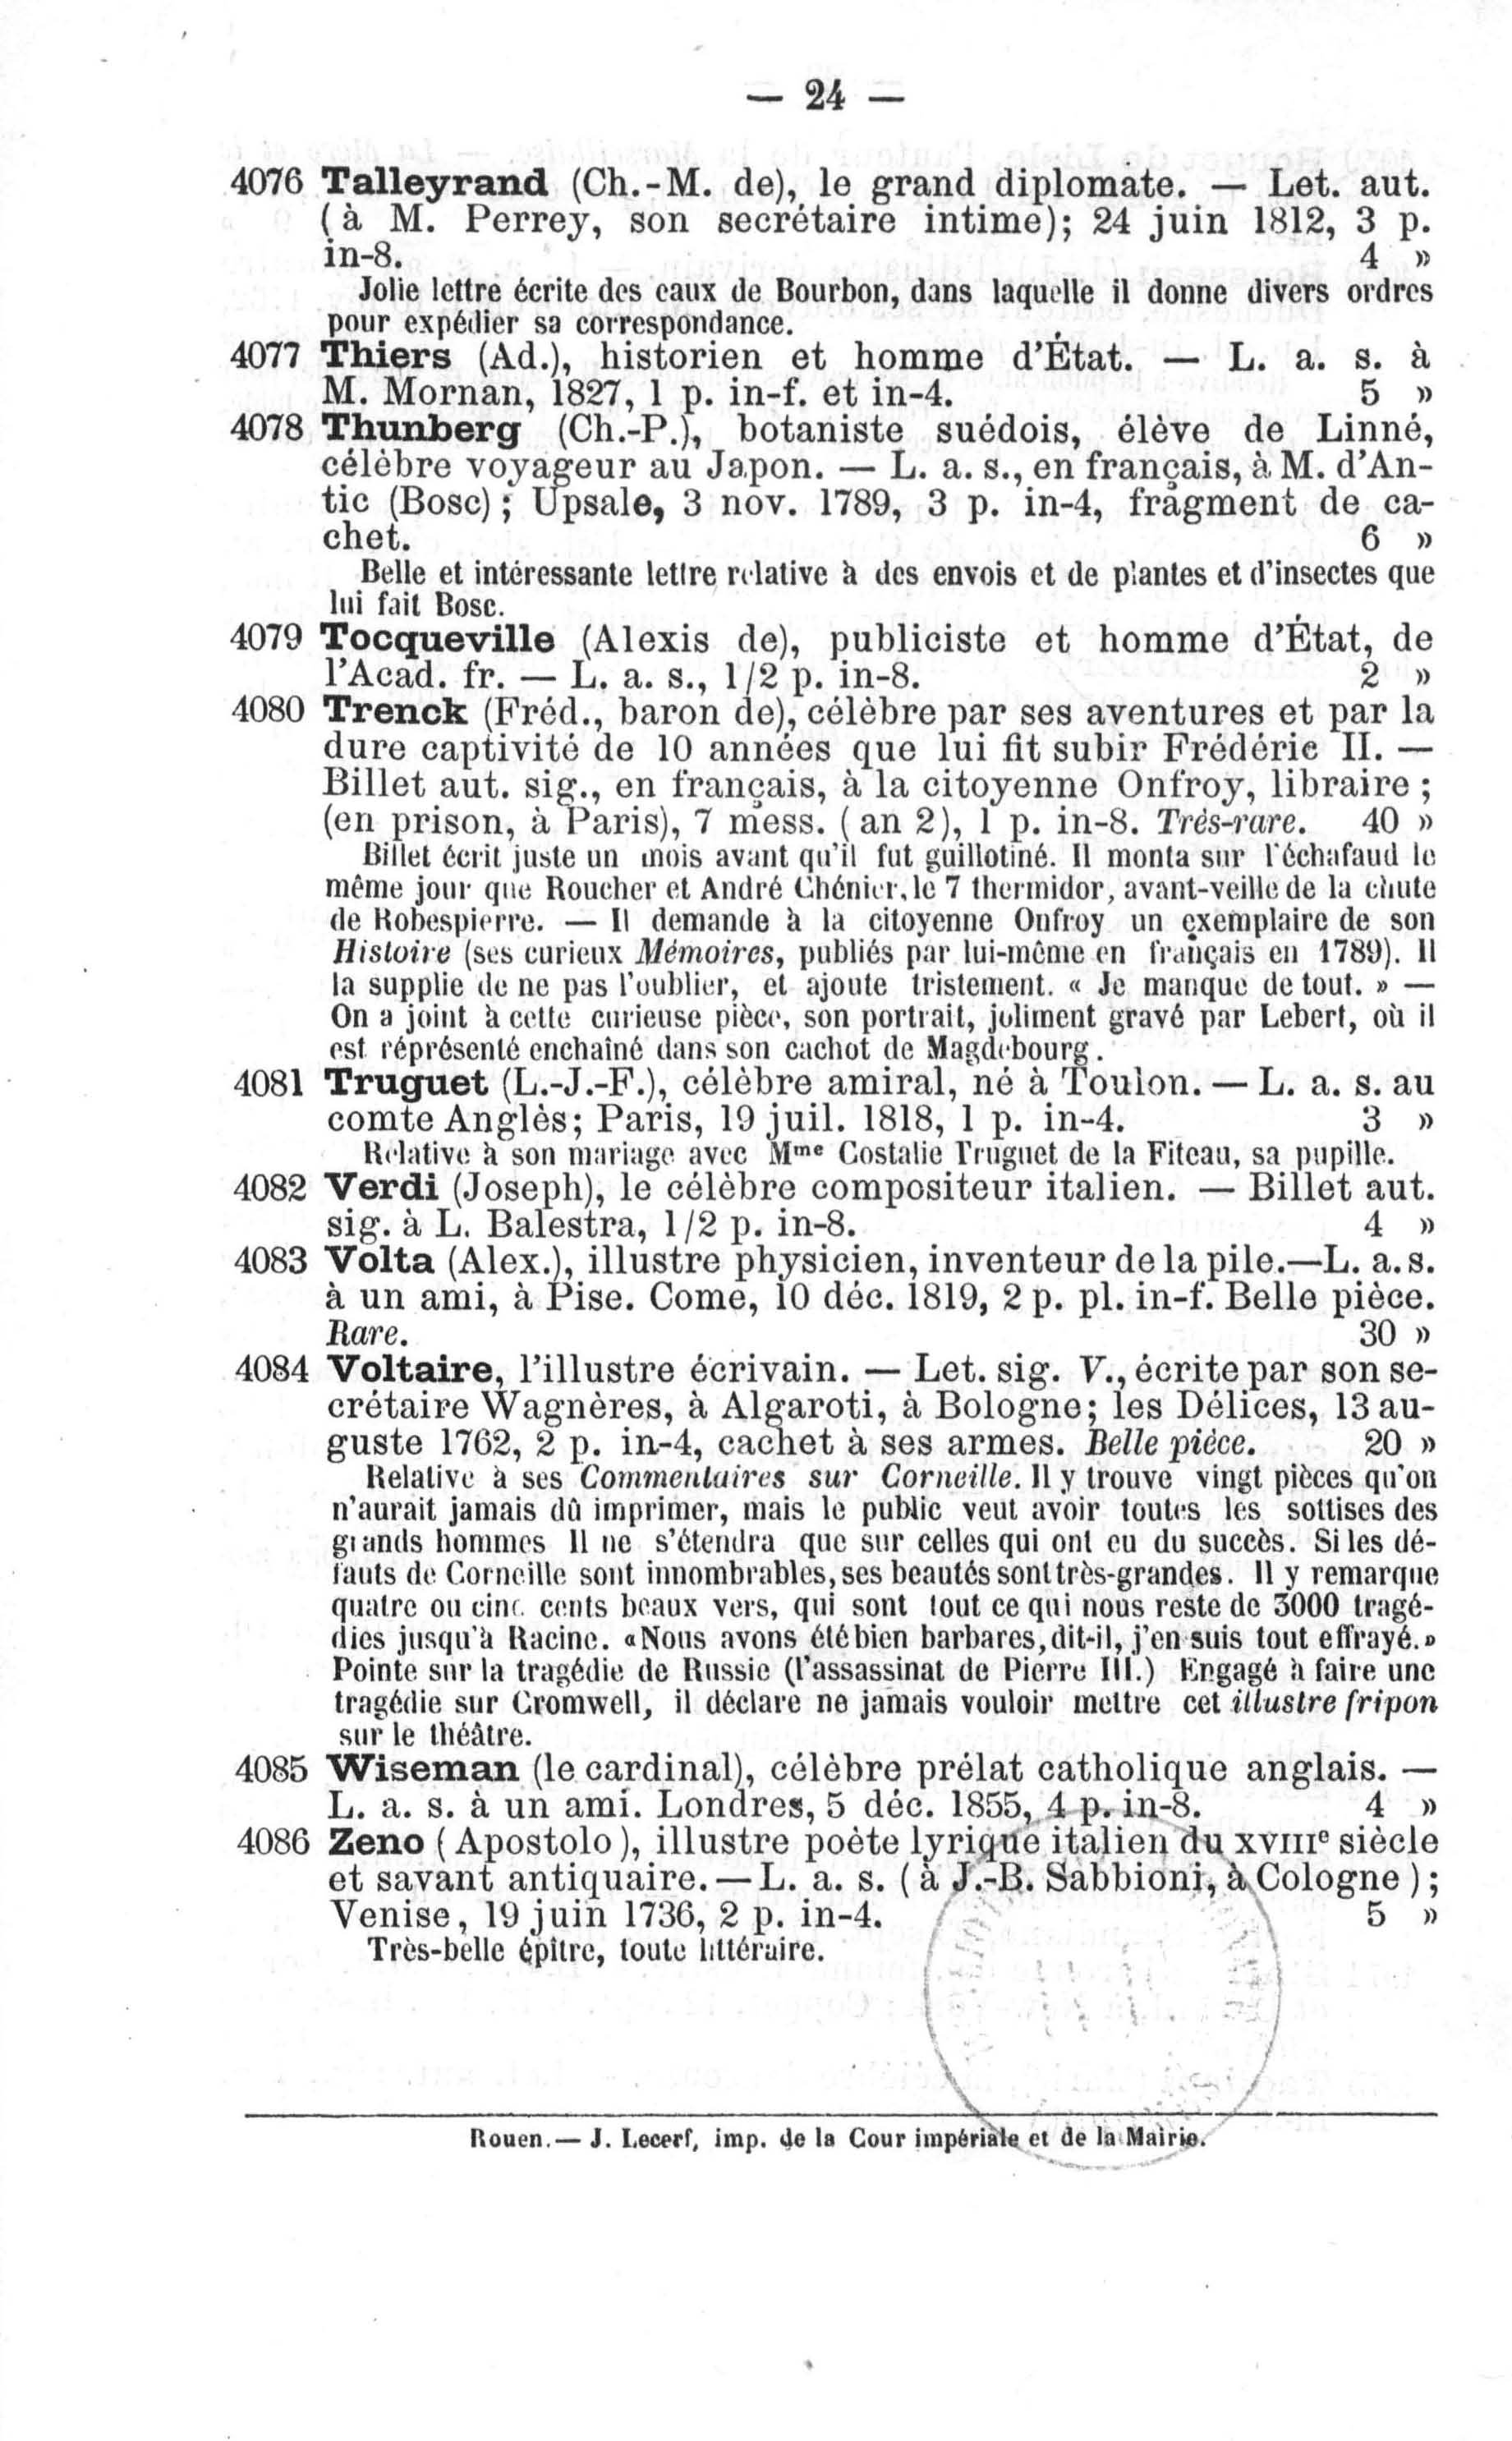 — 24 —
4076 Talleyrand (Ch.-M. de), le grand diplomate. — Let. aut.
(à M. Perrey, son secrétaire intime); 24 juin 1812, 3 p.
in-8. 4 »
Jolie lettre écrite des eaux de Bourbon, dans laquelle il donne divers ordres
pour expédier sa correspondance.
4077 Thiers (Ad.), historien et homme d'État. — L. a. s. à
M. Mornan, 1827, 1 p. in-f. et in-4. 5 »
4078 Thunberg (Ch.-P.), botaniste suédois, élève de Linné,
célèbre voyageur au Japon. — L. a. s., en français, à M. d'An-
tic (Bosc); Upsale, 3 nov. 1789, 3 p. in-4, fragment de ca-
chet. 6 »
Belle et intéressante lettre relative à des envois et de plantes et d'insectes que
lui fait Bosc.
4079 Tocqueville (Alexis de), publiciste et homme d'État, de
l'Acad. fr. — L. a. s., 1/2 p. in-8. 2 »
4080 Trenck (Fréd., baron de), célèbre par ses aventures et par la
dure captivité de 10 années que lui fit subir Frédéric II. —
Billet aut. sig., en français, à la citoyenne Onfroy, libraire;
(en prison, à Paris), 7 mess. (an 2), 1 p. in-8. Très-rare. 40 »
Billet écrit juste un mois avant qu'il fut guillotiné. Il monta sur l'échafaud le
même jour que Roucher et André Chénier, le 7 thermidor, avant-veille de la chute
de Robespierre. — Il demande à la citoyenne Onfroy un exemplaire de son
Histoire (ses curieux Mémoires, publiés par lui-même en français en 1789). Il
la supplie de ne pas l'oublier, et ajoute tristement. « Je manque de tout. » —
On a joint à cette curieuse pièce, son portrait, joliment gravé par Lebert, où il
est réprésenté enchaîné dans son cachot de Magdebourg.
4081 Truguet (L.-J.-F.), célèbre amiral, né à Toulon. — L. a. s. au
comte Anglès; Paris, 19 juil. 1818, 1 p. in-4. 3 »
Relative à son mariage avec Mme Costalie Truguet de la Fiteau, sa pupille.
4082 Verdi (Joseph), le célèbre compositeur italien. — Billet aut.
sig. à L. Balestra, 1/2 p. in-8. 4 »
4083 Volta (Alex.), illustre physicien, inventeur de la pile.—L. a. s.
à un ami, à Pise. Come, 10 déc. 1819, 2 p. pl. in-f. Belle pièce.
Rare. 30 »
4084 Voltaire, l'illustre écrivain. — Let. sig. V., écrite par son se-
crétaire Wagnères, à Algaroti, à Bologne; les Délices, 13 au-
guste 1762, 2 p. in-4, cachet à ses armes. Belle pièce. 20 »
Relative à ses Commentaires sur Corneille. Il y trouve vingt pièces qu'on
n'aurait jamais dû imprimer, mais le public veut avoir toutes les sottises des
grands hommes Il ne s'étendra que sur celles qui ont eu du succès. Si les dé-
fauts de Corneille sont innombrables, ses beautés sont très-grandes. Il y remarque
quatre ou cinq cents beaux vers, qui sont tout ce qui nous reste de 3000 tragé-
dies jusqu'à Racine. «Nous avons été bien barbares, dit-il, j'en suis tout effrayé.»
Pointe sur la tragédie de Russie (l'assassinat de Pierre III.) Engagé à faire une
tragédie sur Cromwell, il déclare ne jamais vouloir mettre cet illustre fripon
sur le théâtre.
4085 Wiseman (le cardinal), célèbre prélat catholique anglais. —
L. a. s. à un ami. Londres, 5 déc. 1855, 4 p. in-8. 4 »
4086 Zeno (Apostolo), illustre poète lyrique italien du XVIIIe siècle
et savant antiquaire. — L. a. s. (à J.-B. Sabbioni, à Cologne);
Venise, 19 juin 1736, 2 p. in-4. 5 »
Très-belle épître, toute littéraire.
Rouen.— J. Lecerf, imp. de la Cour impériale et de la Mairie.